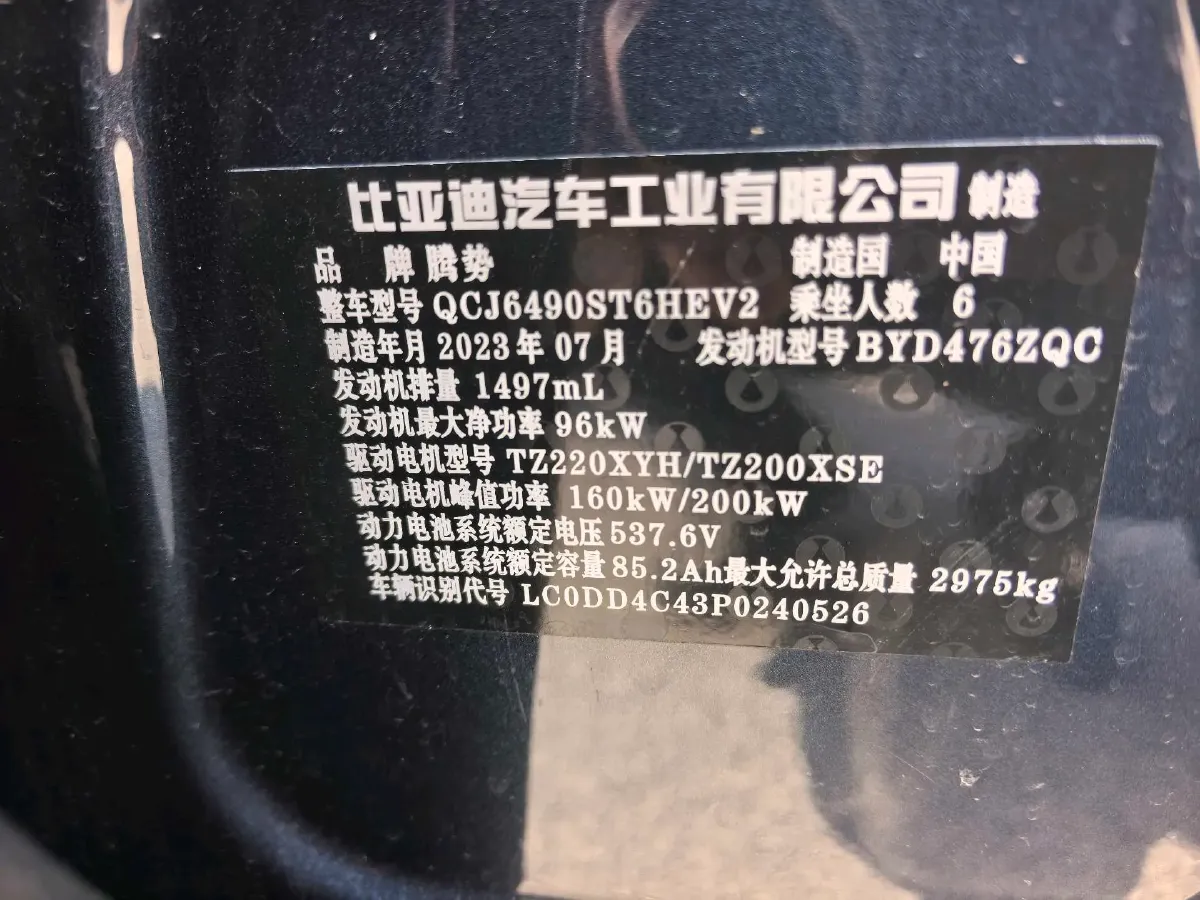 比亚迪汽车工业有限公司 制造
品 牌 腾势 制造国 中国
整车型号 QCJ6490ST6HEV2 乘坐人数 6
制造年月 2023 年 07 月 发动机型号 BYD476ZQC
发动机排量 1497mL
发动机最大净功率 96kW
驱动电机型号 TZ220XYH/TZ200XSE
驱动电机峰值功率 160kW/200kW
动力电池系统额定电压 537.6V
动力电池系统额定容量 85.2Ah 最大允许总质量 2975kg
车辆识别代号 LC0DD4C43P0240526